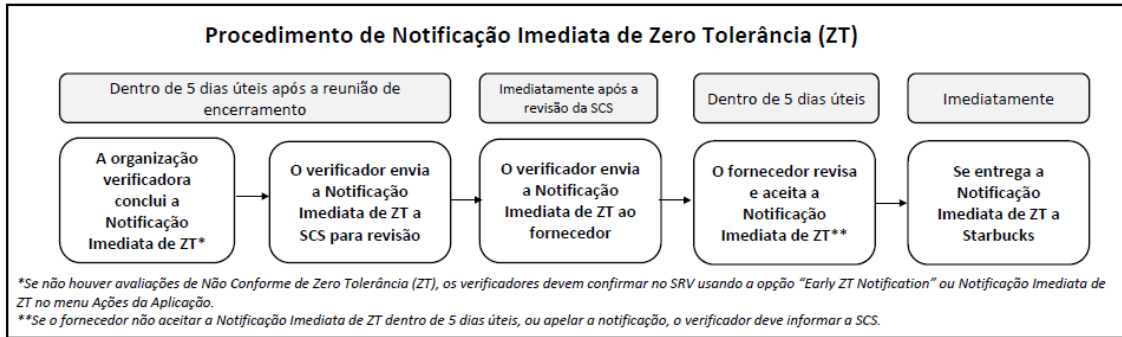 Procedimento de Notificação Imediata de Zero Tolerância (ZT)
Dentro de 5 dias úteis após a reunião de
encerramento
Imediatamente após a
revisão da SCS
Dentro de 5 dias úteis
Imediatamente
A organização
verificadora
conclui a
Notificação
Imediata de ZT*
O verificador envia
a Notificação
Imediata de ZT a
SCS para revisão
O verificador envia
a Notificação
Imediata de ZT ao
fornecedor
O fornecedor revisa
e aceita a
Notificação
Imediata de ZT**
Se entrega a
Notificação
Imediata de ZT a
Starbucks
*Se não houver avaliações de Não Conforme de Zero Tolerância (ZT), os verificadores devem confirmar no SRV usando a opção “Early ZT Notification” ou Notificação Imediata de
ZT no menu Ações da Aplicação.
**Se o fornecedor não aceitar a Notificação Imediata de ZT dentro de 5 dias úteis, ou apelar a notificação, o verificador deve informar a SCS.